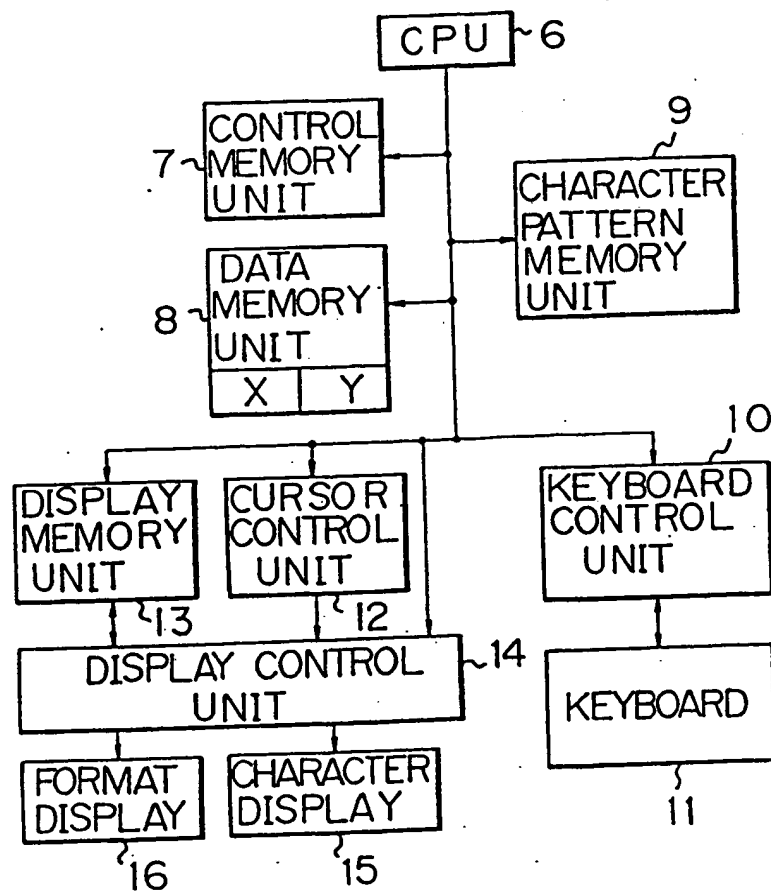 CPU
6
CONTROL
MEMORY
UNIT
7
9
CHARACTER
PATTERN
MEMORY
UNIT
DATA
MEMORY
UNIT
8
X Y
10
DISPLAY
MEMORY
UNIT
13
CURSOR
CONTROL
UNIT
12
KEYBOARD
CONTROL
UNIT
DISPLAY CONTROL
UNIT
14
KEYBOARD
11
FORMAT
DISPLAY
16
CHARACTER
DISPLAY
15